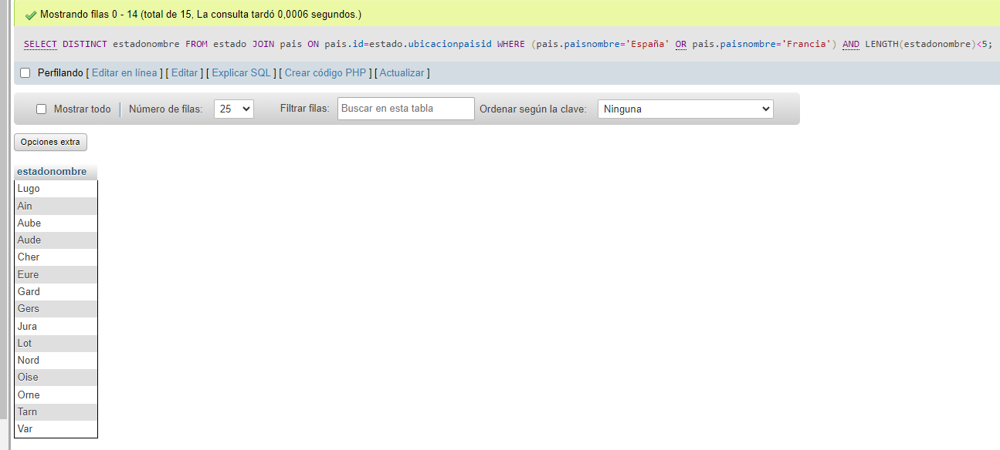 Mostrando filas 0 - 14 (total de 15, La consulta tardó 0,0006 segundos.)
SELECT DISTINCT estadonombre FROM estado JOIN pais ON pais.id=estado.ubicacionpaisid WHERE (pais.paisnombre='España' OR pais.paisnombre='Francia') AND LENGTH(estadonombre)<5;
Perfilando [ Editar en línea ] [ Editar ] [ Explicar SQL ] [ Crear código PHP ] [ Actualizar ]
Mostrar todo Número de filas: 25 Filtrar filas: Buscar en esta tabla Ordenar según la clave: Ninguna
Opciones extra
estadonombre
Lugo
Ain
Aube
Aude
Cher
Eure
Gard
Gers
Jura
Lot
Nord
Oise
Orne
Tarn
Var